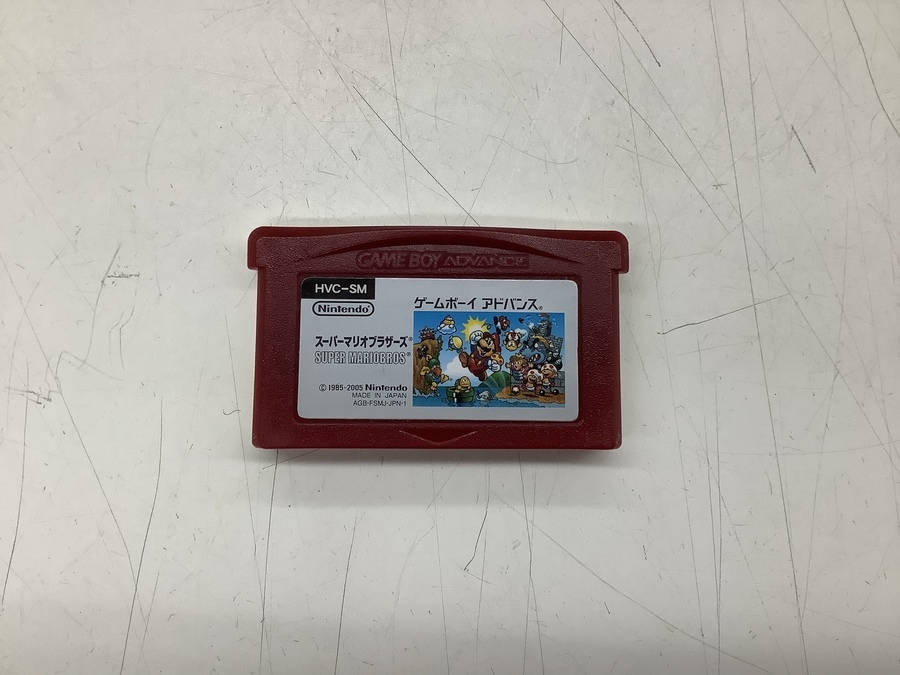 GAME BOY ADVANCE
HVC-SM
Nintendo®
ゲームボーイ アドバンス®
スーパーマリオブラザーズ®
SUPER MARIOBROS®
© 1985-2005 Nintendo
MADE IN JAPAN
AGB-FSMJ-JPN-1